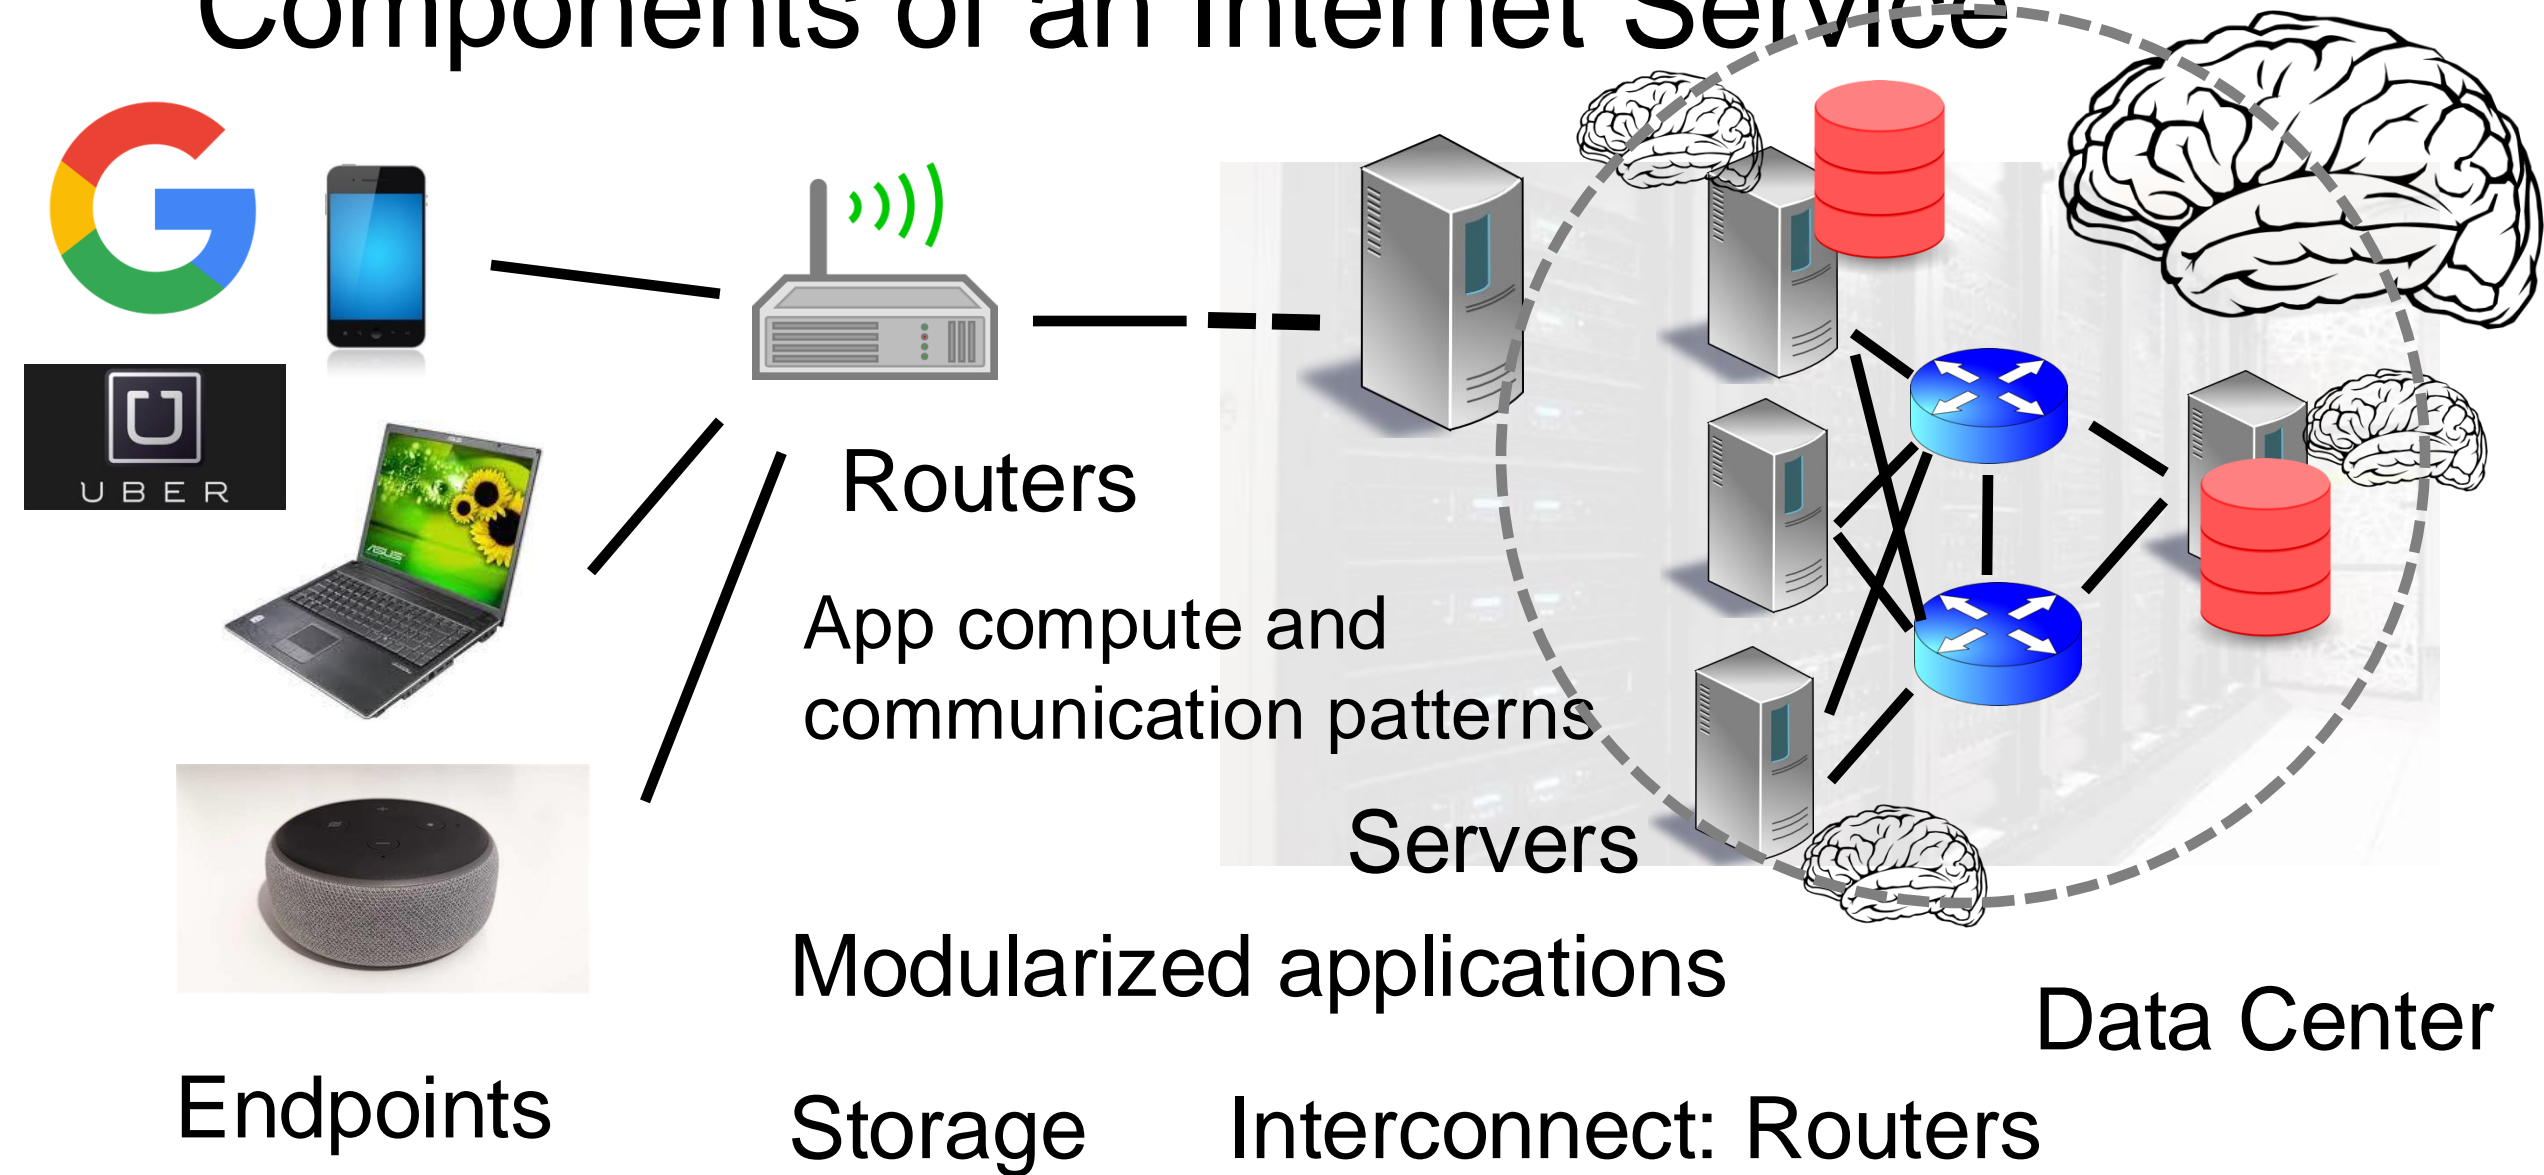 Components of an Internet Service
UBER
Routers
App compute and
communication patterns
Servers
Modularized applications
Data Center
Endpoints
Storage
Interconnect: Routers